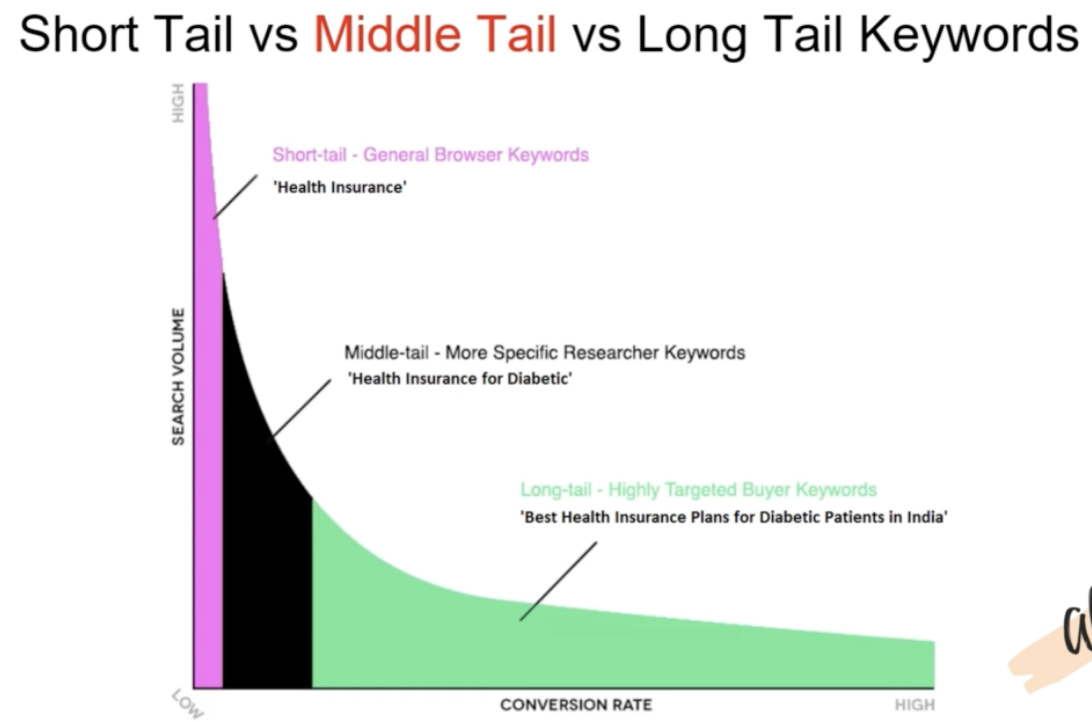 Short Tail vs Middle Tail vs Long Tail Keywords
HIGH
Short-tail - General Browser Keywords
'Health Insurance'
SEARCH VOLUME
Middle-tail - More Specific Researcher Keywords
'Health Insurance for Diabetic'
Long-tail - Highly Targeted Buyer Keywords
'Best Health Insurance Plans for Diabetic Patients in India'
LOW
CONVERSION RATE
HIGH